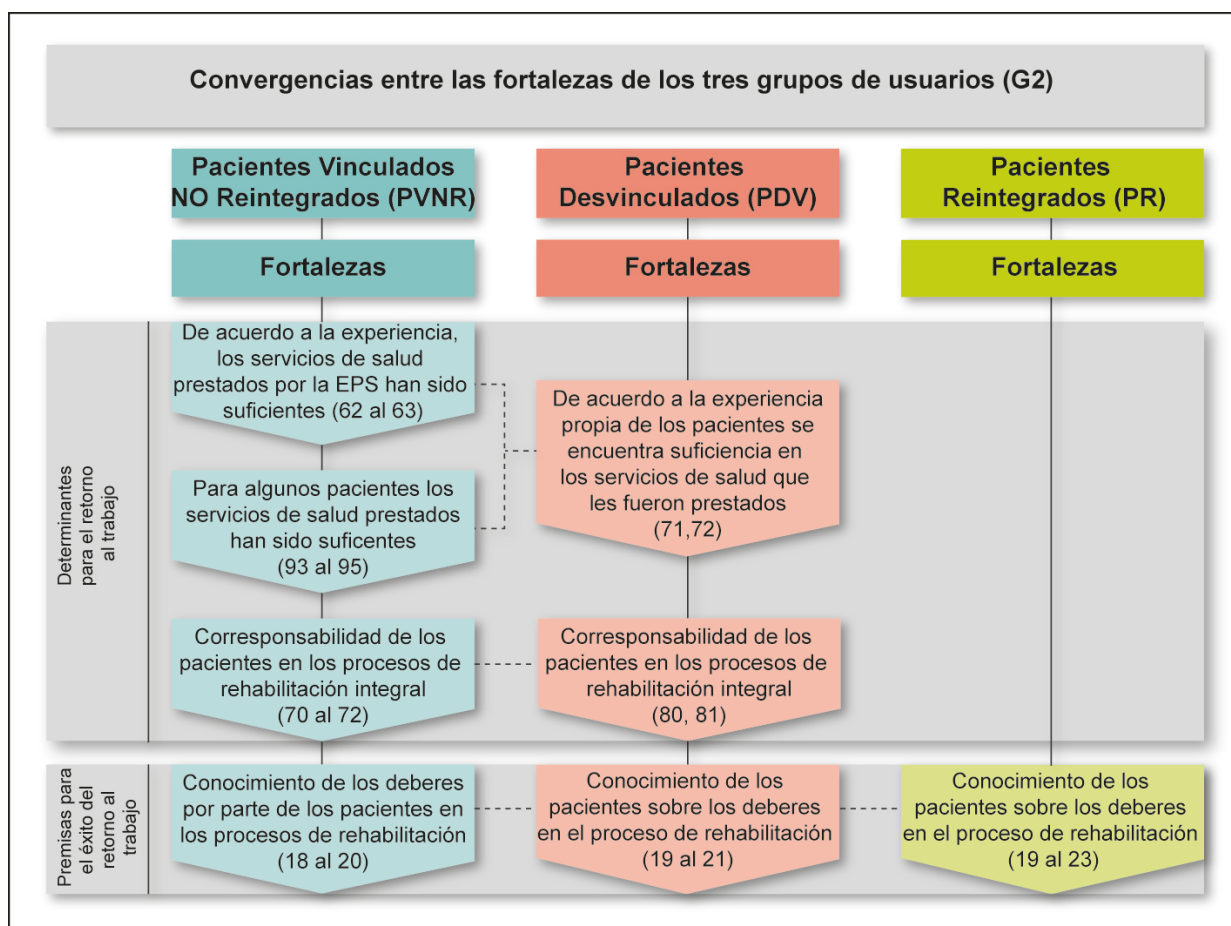 Convergencias entre las fortalezas de los tres grupos de usuarios (G2)
Pacientes Vinculados
NO Reintegrados (PVNR)
Pacientes
Desvinculados (PDV)
Pacientes
Reintegrados (PR)
Fortalezas
Fortalezas
Fortalezas
Determinantes
para el retorno
al trabajo
De acuerdo a la experiencia,
los servicios de salud
prestados por la EPS han sido
suficientes (62 al 63)
Para algunos pacientes los
servicios de salud prestados
han sido suficentes
(93 al 95)
De acuerdo a la experiencia
propia de los pacientes se
encuentra suficiencia en
los servicios de salud que
les fueron prestados
(71,72)
Corresponsabilidad de los
pacientes en los procesos de
rehabilitación integral
(70 al 72)
Corresponsabilidad de los
pacientes en los procesos de
rehabilitación integral
(80, 81)
Premisas para
el éxito del
retorno al
trabajo
Conocimiento de los deberes
por parte de los pacientes en
los procesos de rehabilitación
(18 al 20)
Conocimiento de los
pacientes sobre los deberes
en el proceso de rehabilitación
(19 al 21)
Conocimiento de los
pacientes sobre los deberes
en el proceso de rehabilitación
(19 al 23)